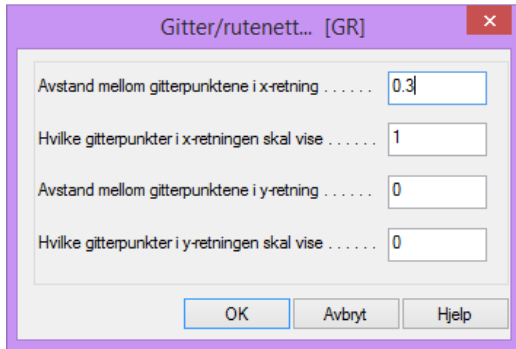 Gitter/rutenett... [GR]
Avstand mellom gitterpunktene i x-retning . . . . . . 0.3
Hvilke gitterpunkter i x-retningen skal vise . . . . . . 1
Avstand mellom gitterpunktene i y-retning . . . . . . 0
Hvilke gitterpunkter i y-retningen skal vise . . . . . . 0
OK Avbryt Hjelp